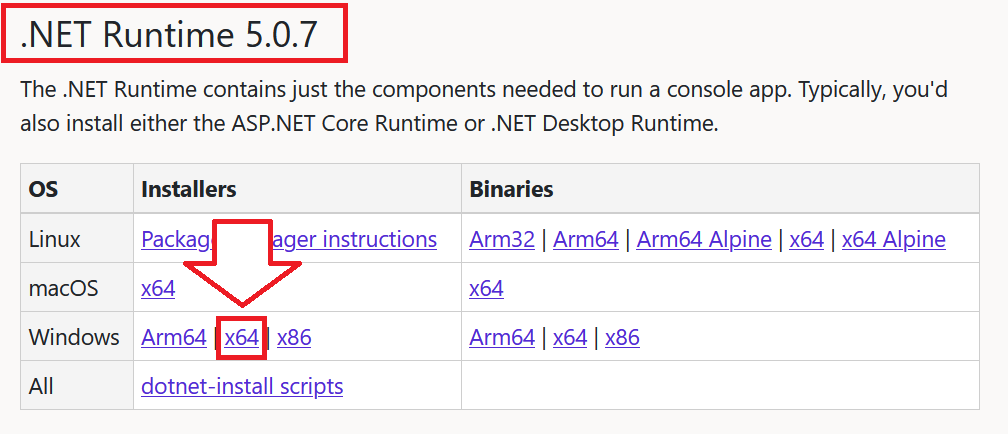 .NET Runtime 5.0.7
The .NET Runtime contains just the components needed to run a console app. Typically, you'd
also install either the ASP.NET Core Runtime or .NET Desktop Runtime.
OS Installers Binaries
Linux instructions Arm32 | Arm64 | Arm64 Alpine | x64 | x64 Alpine
macOS x64 x64
Windows Arm64 | x64 | x86 Arm64 | x64 | x86
All dotnet-install scripts